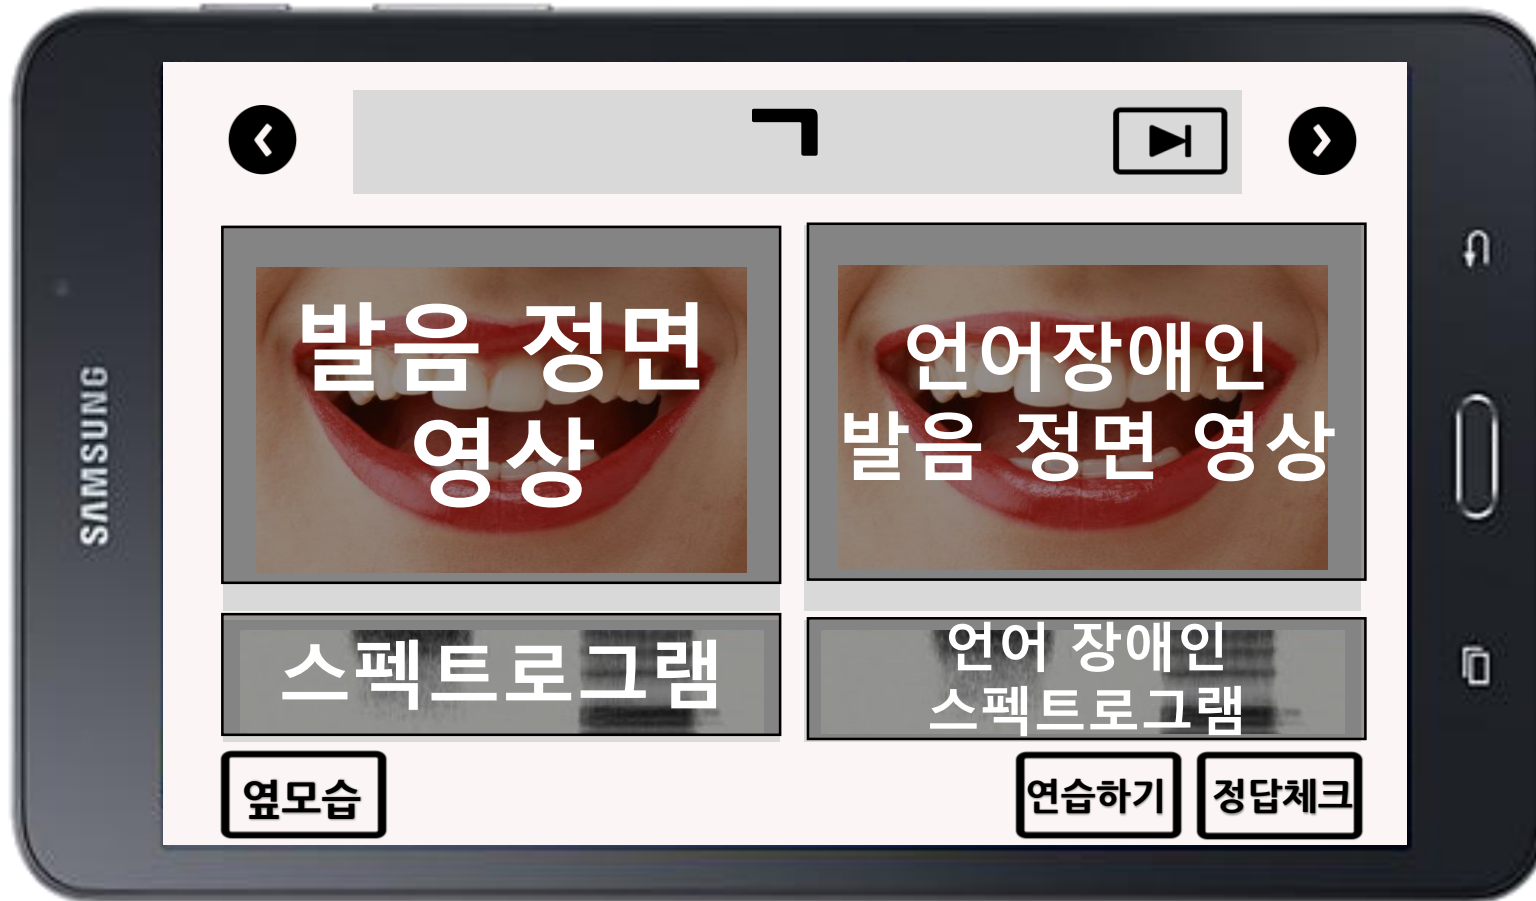 ㄱ
발음 정면
영상
언어장애인
발음 정면 영상
스펙트로그램
언어 장애인
스펙트로그램
옆모습
연습하기
정답체크
SAMSUNG